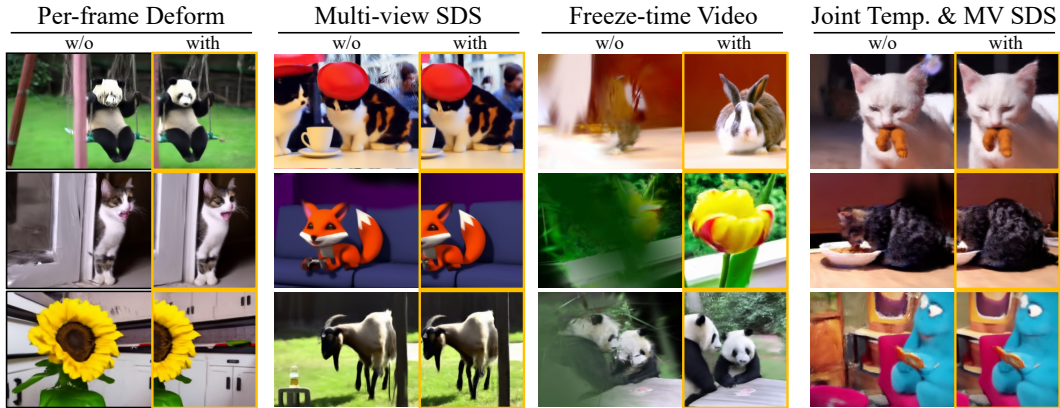 Per-frame Deform
w/o with
Multi-view SDS
w/o with
Freeze-time Video
w/o with
Joint Temp. & MV SDS
w/o with